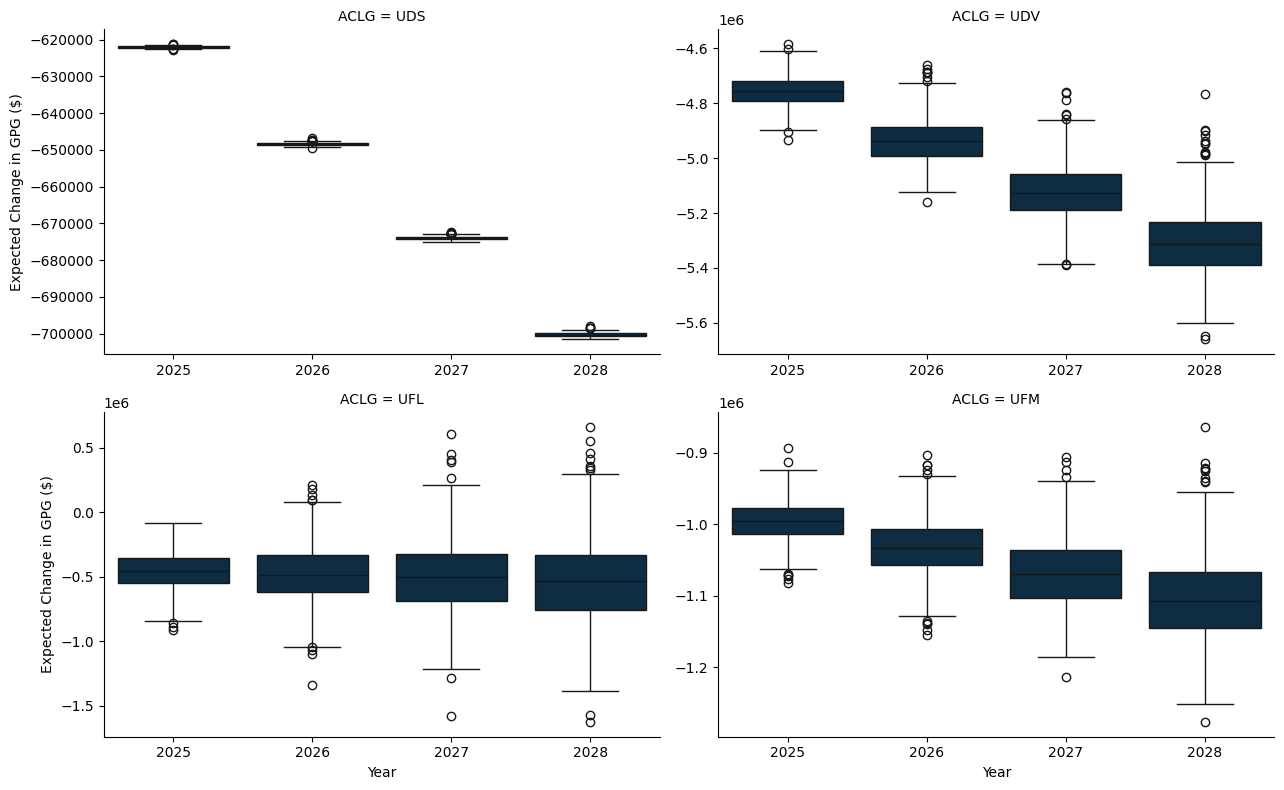 ACLG = UDS
−620000
−630000
−640000
−650000
−660000
−670000
−680000
−690000
−700000
Expected Change in GPG ($)
2025 2026 2027 2028
ACLG = UDV
1e6
−4.6
−4.8
−5.0
−5.2
−5.4
−5.6
2025 2026 2027 2028
ACLG = UFL
1e6
0.5
0.0
−0.5
−1.0
−1.5
Expected Change in GPG ($)
2025 2026 2027 2028
Year
ACLG = UFM
1e6
−0.9
−1.0
−1.1
−1.2
2025 2026 2027 2028
Year